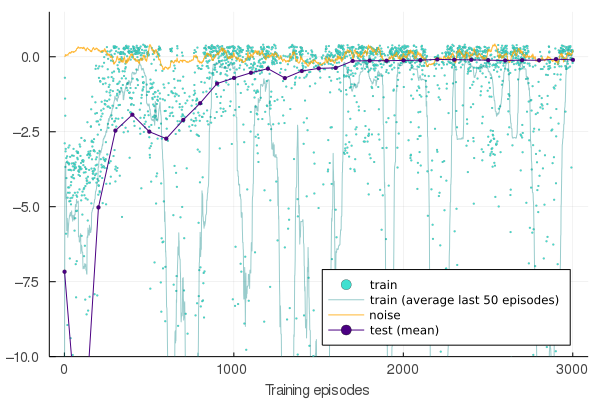 0.0
−2.5
−5.0
−7.5
−10.0
train
train (average last 50 episodes)
noise
test (mean)
0 1000 2000 3000
Training episodes